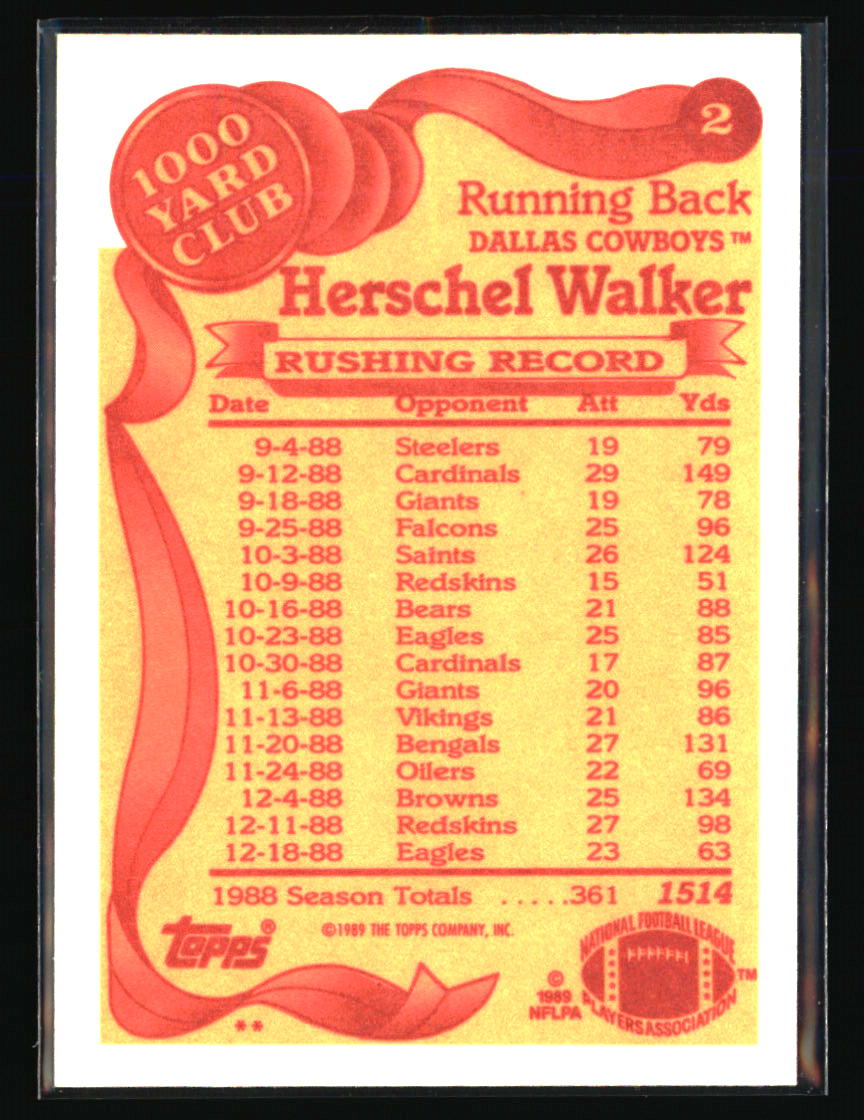 1000
YARD
CLUB
2
Running Back
DALLAS COWBOYS™
Herschel Walker
RUSHING RECORD
Date Opponent Att Yds
9-4-88 Steelers 19 79
9-12-88 Cardinals 29 149
9-18-88 Giants 19 78
9-25-88 Falcons 25 96
10-3-88 Saints 26 124
10-9-88 Redskins 15 51
10-16-88 Bears 21 88
10-23-88 Eagles 25 85
10-30-88 Cardinals 17 87
11-6-88 Giants 20 96
11-13-88 Vikings 21 86
11-20-88 Bengals 27 131
11-24-88 Oilers 22 69
12-4-88 Browns 25 134
12-11-88 Redskins 27 98
12-18-88 Eagles 23 63
1988 Season Totals .....361 1514
Topps® ©1989 THE TOPPS COMPANY, INC.
NATIONAL FOOTBALL LEAGUE
PLAYERS ASSOCIATION™
© 1989 NFLPA
**